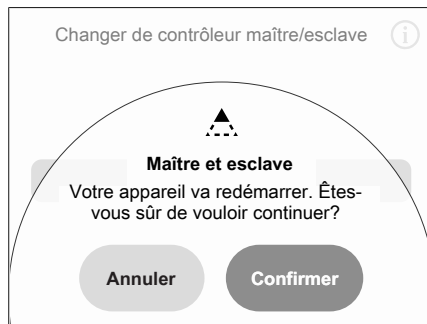 Changer de contrôleur maître/esclave i
Maître et esclave
Votre appareil va redémarrer. Êtes-
vous sûr de vouloir continuer?
Annuler Confirmer